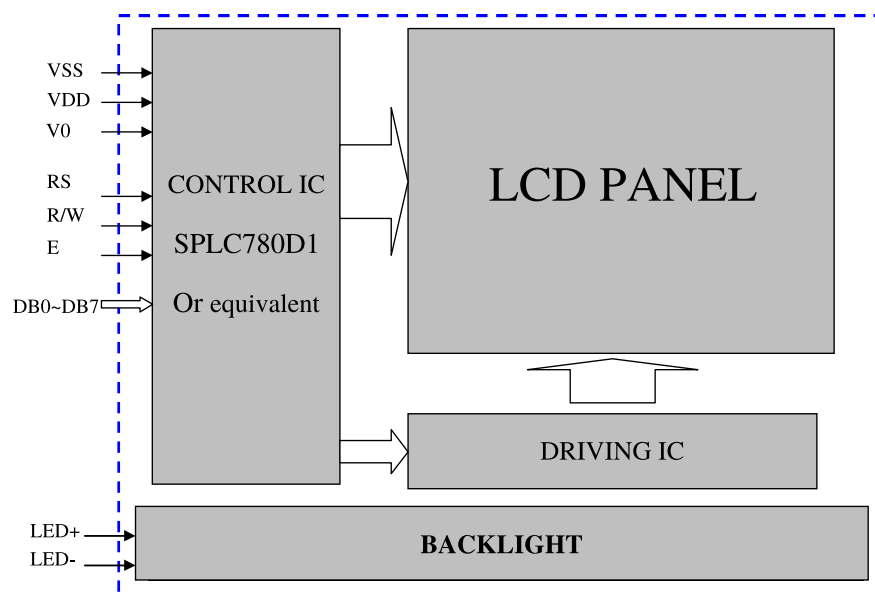 VSS
VDD
V0
RS
R/W
E
DB0~DB7
CONTROL IC
SPLC780D1
Or equivalent
LCD PANEL
DRIVING IC
LED+
LED-
BACKLIGHT